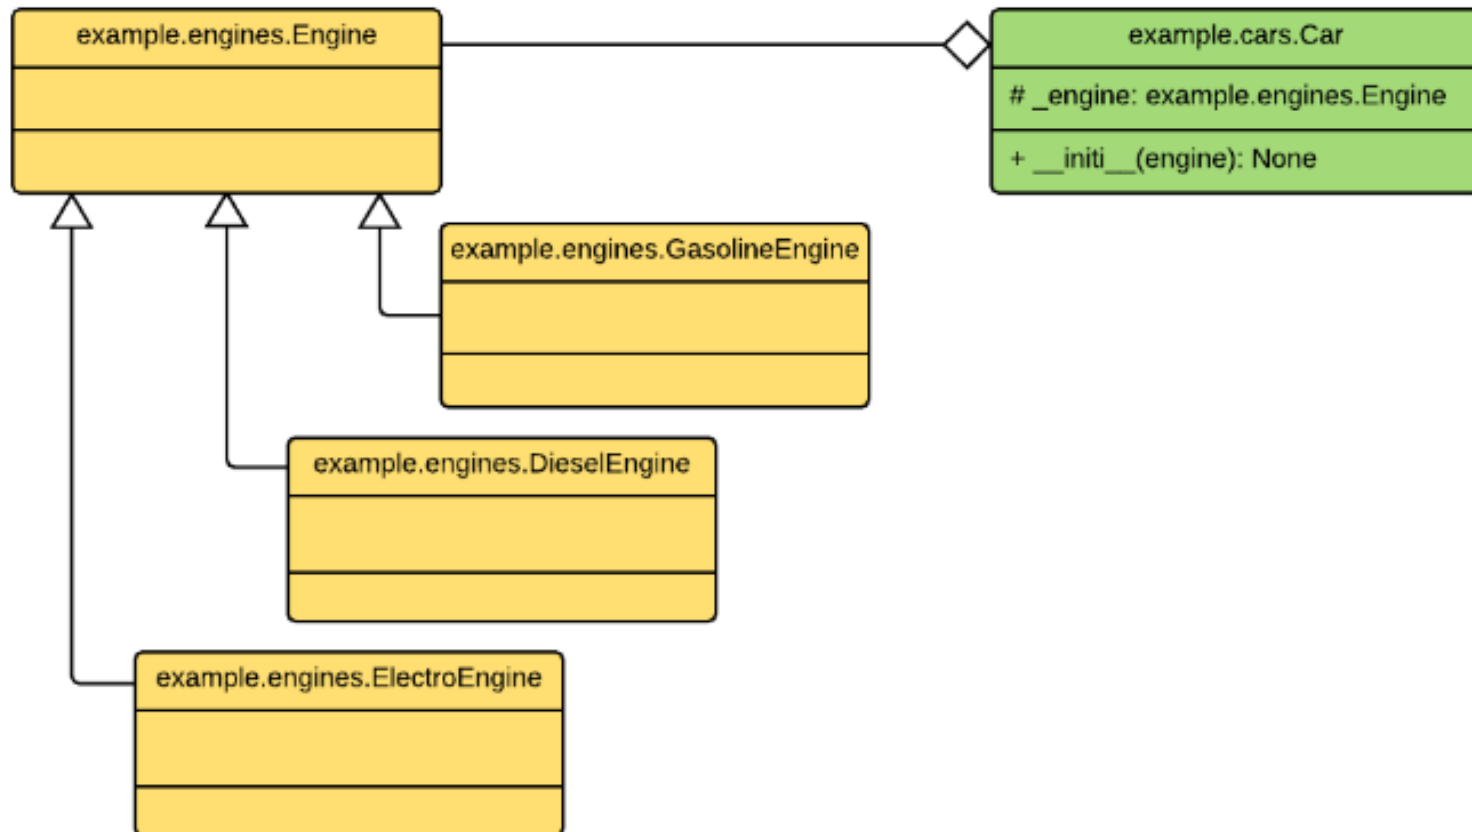 example.engines.Engine
example.cars.Car
# _engine: example.engines.Engine
+ __initi__(engine): None
example.engines.GasolineEngine
example.engines.DieselEngine
example.engines.ElectroEngine